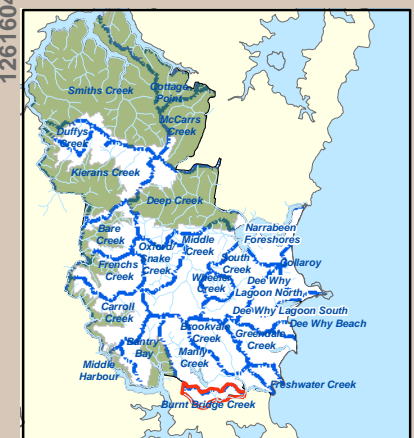 1261604
Smiths Creek
Cottage
Point
McCarrs
Creek
Duffys
Creek
Kierans Creek
Deep Creek
Narrabeen
Foreshores
Bare
Creek
Oxford/
Snake
Creek
Middle
Creek
South
Creek
Collaroy
Frenchs
Creek
Wheeler
Creek
Dee Why
Lagoon North
Carroll
Creek
Dee Why Lagoon South
Dee Why Beach
Brookvale
Creek
Greendale
Creek
Bantry
Bay
Manly
Creek
Middle
Harbour
Freshwater Creek
Burnt Bridge Creek